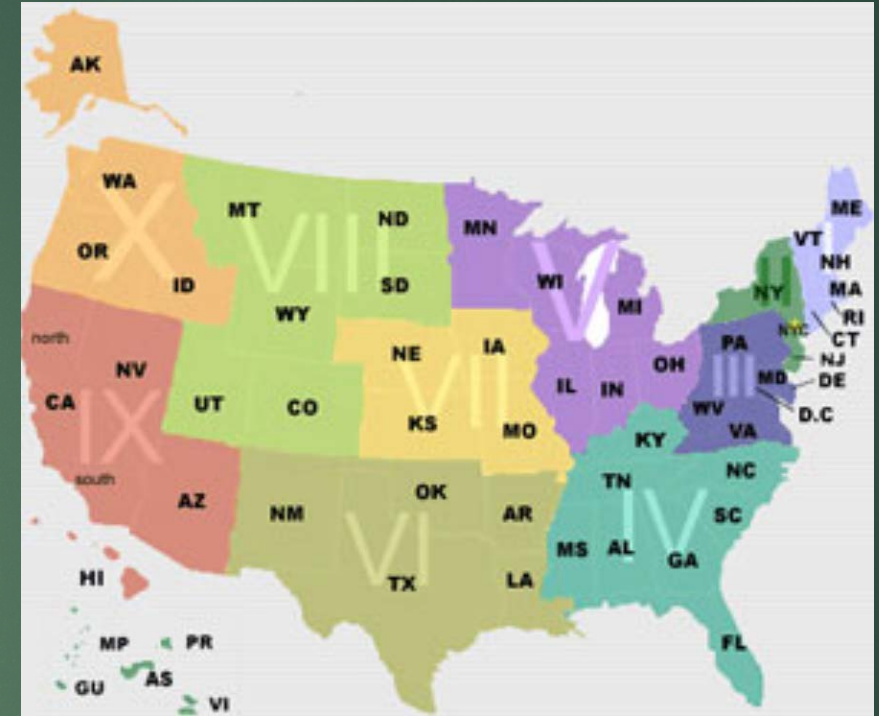 AK
WA
X
OR
ID
MT
ND
VIII
SD
WY
UT
CO
MN
WI
V
MI
IL
IN
OH
ME
VT
NH
II
NY
MA
RI
NYC
CT
NJ
PA
III
MD
DE
WV
D.C
VA
north
NV
CA
IX
south
AZ
NE
IA
VII
KS
MO
KY
NC
TN
IV
SC
MS
AL
GA
FL
NM
OK
AR
VI
TX
LA
HI
MP
PR
GU
AS
VI